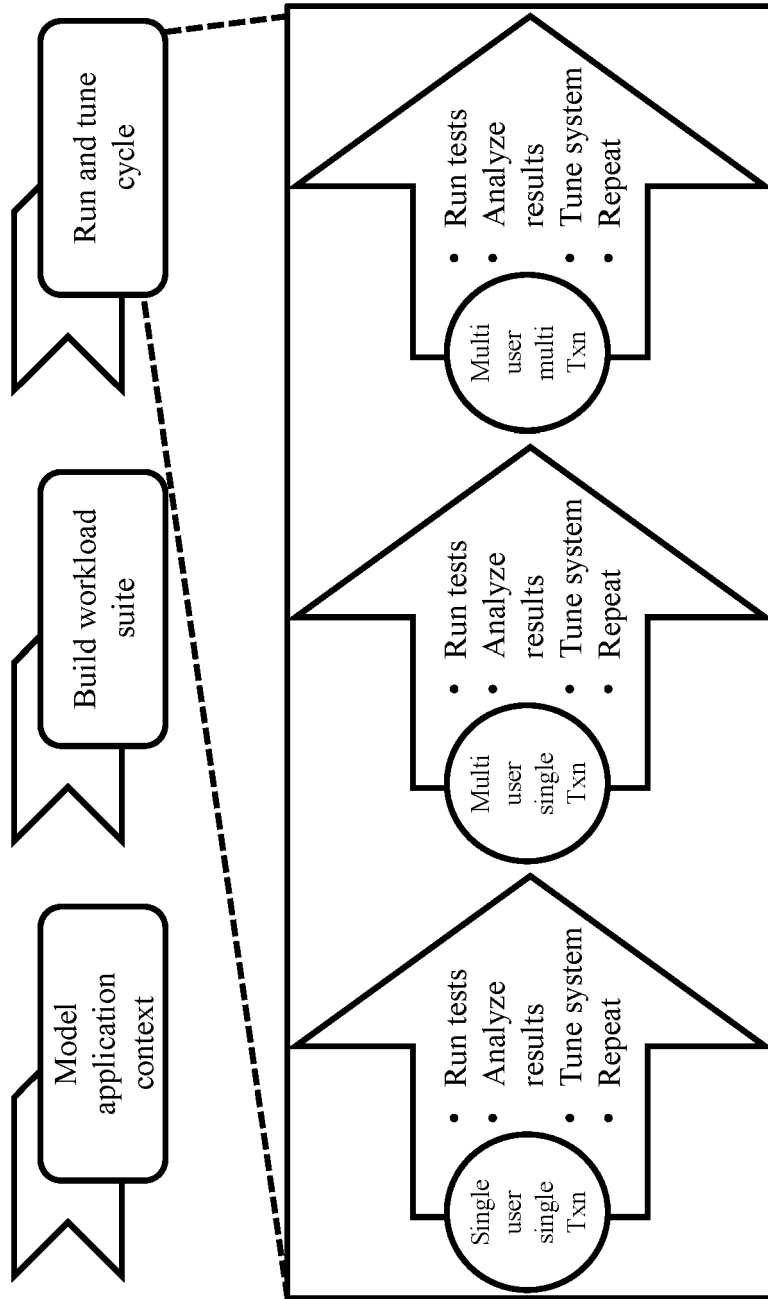 Model
application
context
Build workload
suite
Run and tune
cycle
Single
user
single
Txn
• Run tests
• Analyze
results
• Tune system
• Repeat
Multi
user
single
Txn
• Run tests
• Analyze
results
• Tune system
• Repeat
Multi
user
multi
Txn
• Run tests
• Analyze
results
• Tune system
• Repeat